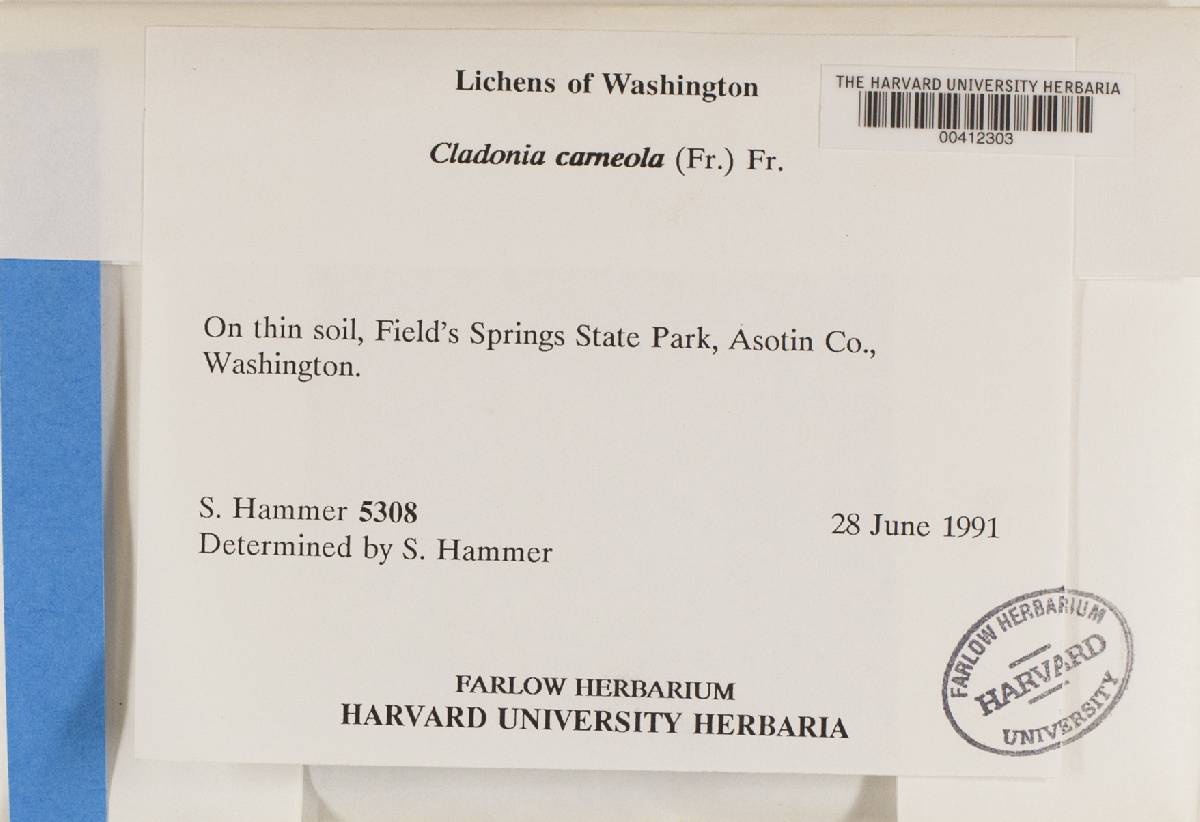 Lichens of Washington
THE HARVARD UNIVERSITY HERBARIA
00412303
Cladonia carneola (Fr.) Fr.
On thin soil, Field's Springs State Park, Asotin Co.,
Washington.
S. Hammer 5308
28 June 1991
Determined by S. Hammer
FARLOW HERBARIUM
HARVARD UNIVERSITY HERBARIA
FARLOW HERBARIUM
HARVARD
UNIVERSITY